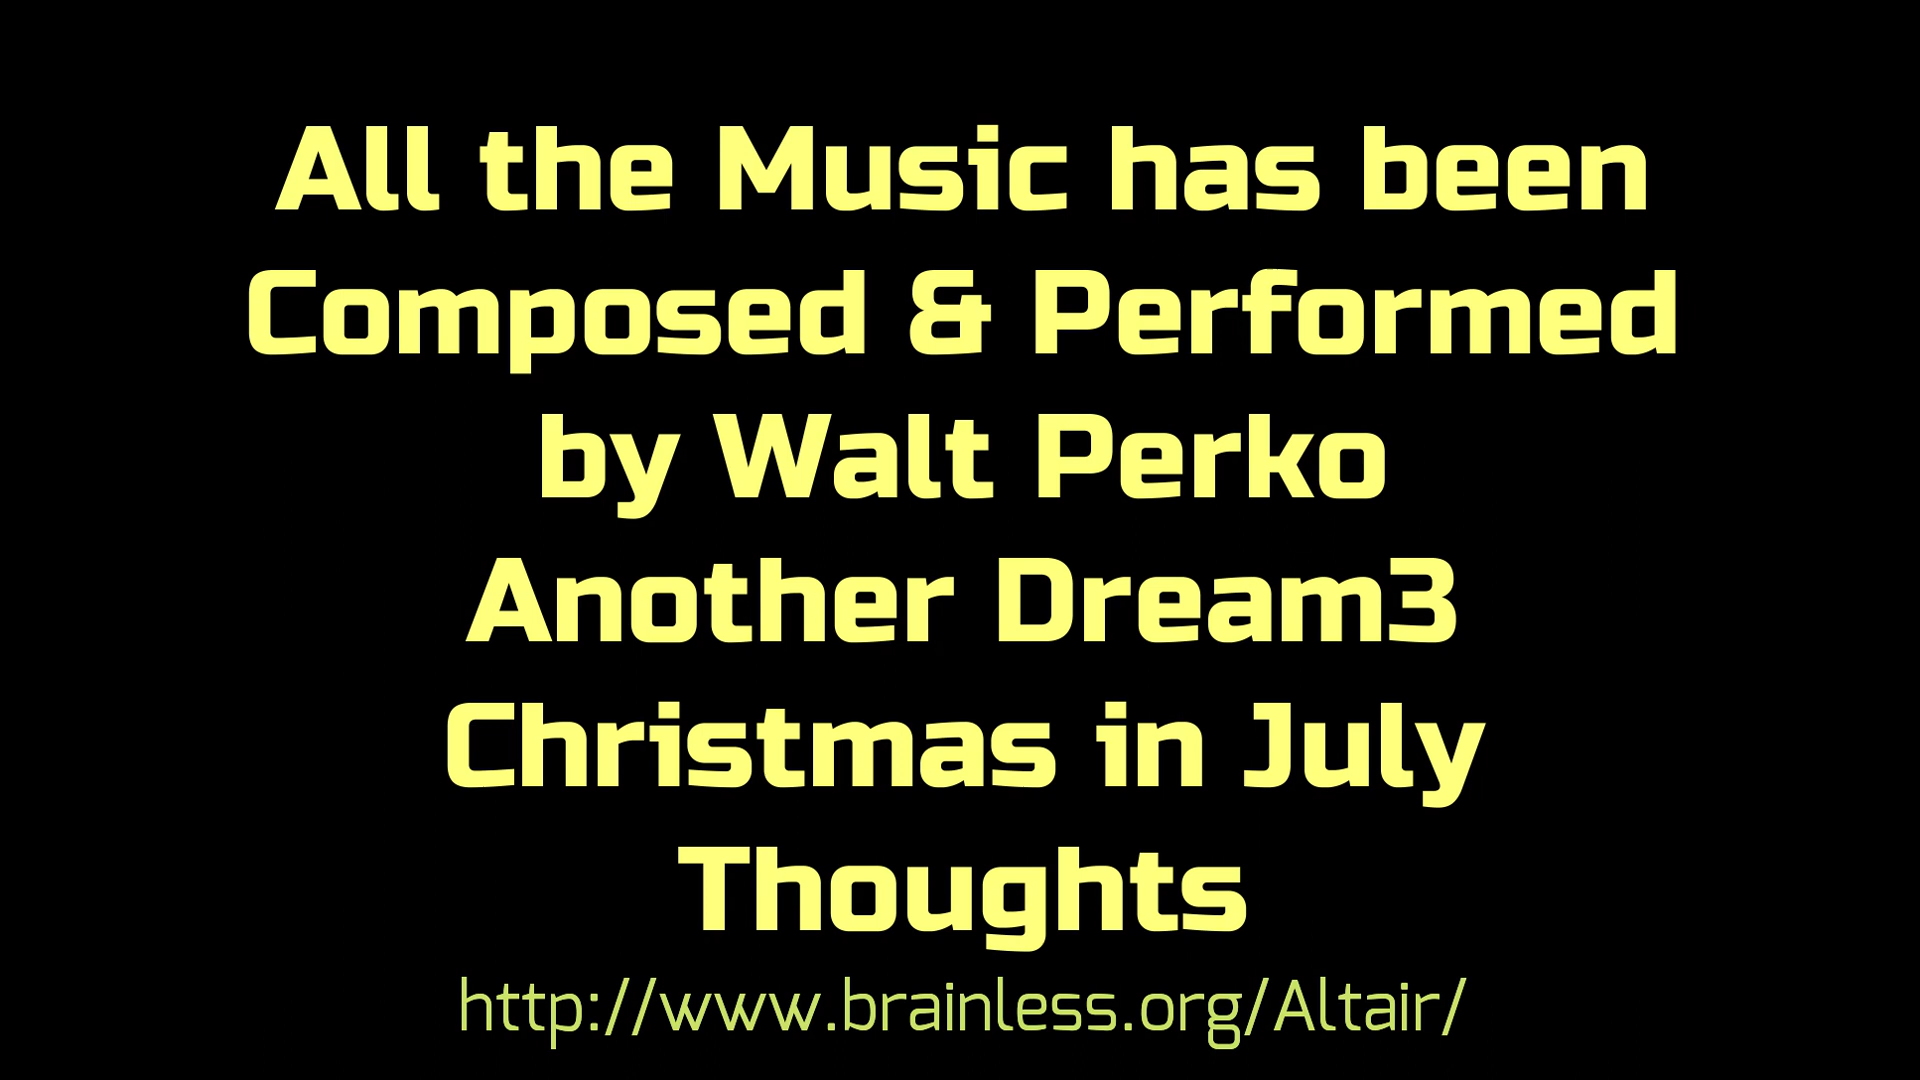 All the Music has been
Composed & Performed
by Walt Perko
Another Dream3
Christmas in July
Thoughts
http://www.brainless.org/Altair/